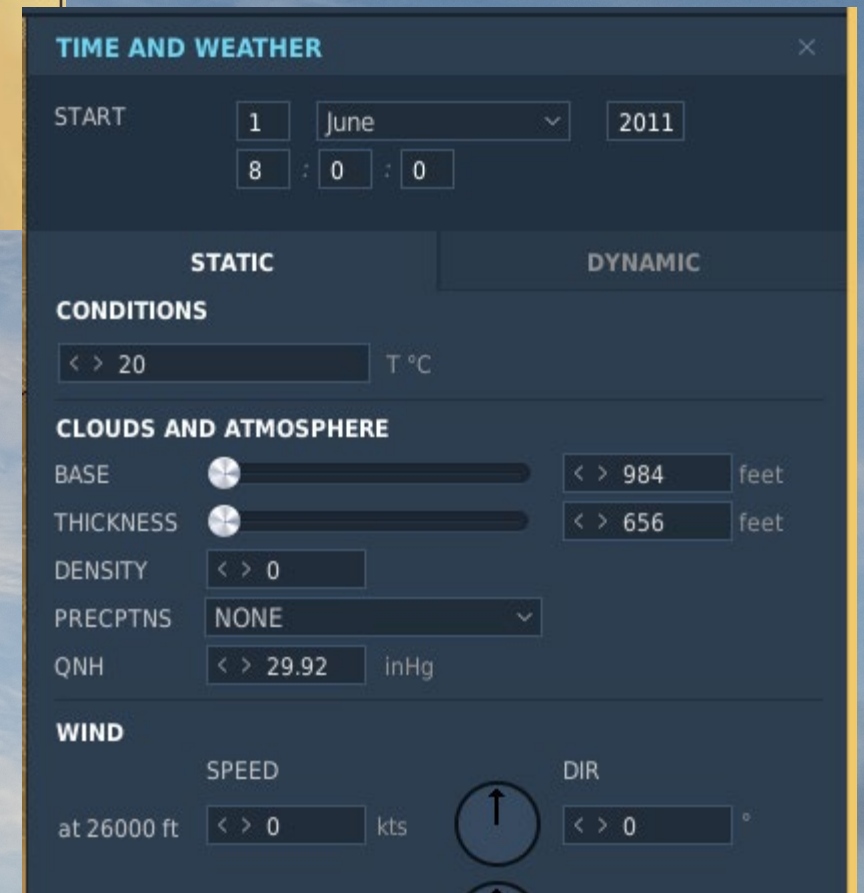 TIME AND WEATHER ×
START 1 June 2011
8 : 0 : 0
STATIC DYNAMIC
CONDITIONS
< > 20 T °C
CLOUDS AND ATMOSPHERE
BASE < > 984 feet
THICKNESS < > 656 feet
DENSITY < > 0
PRECPTNS NONE
QNH < > 29.92 inHg
WIND
SPEED DIR
at 26000 ft < > 0 kts < > 0 °